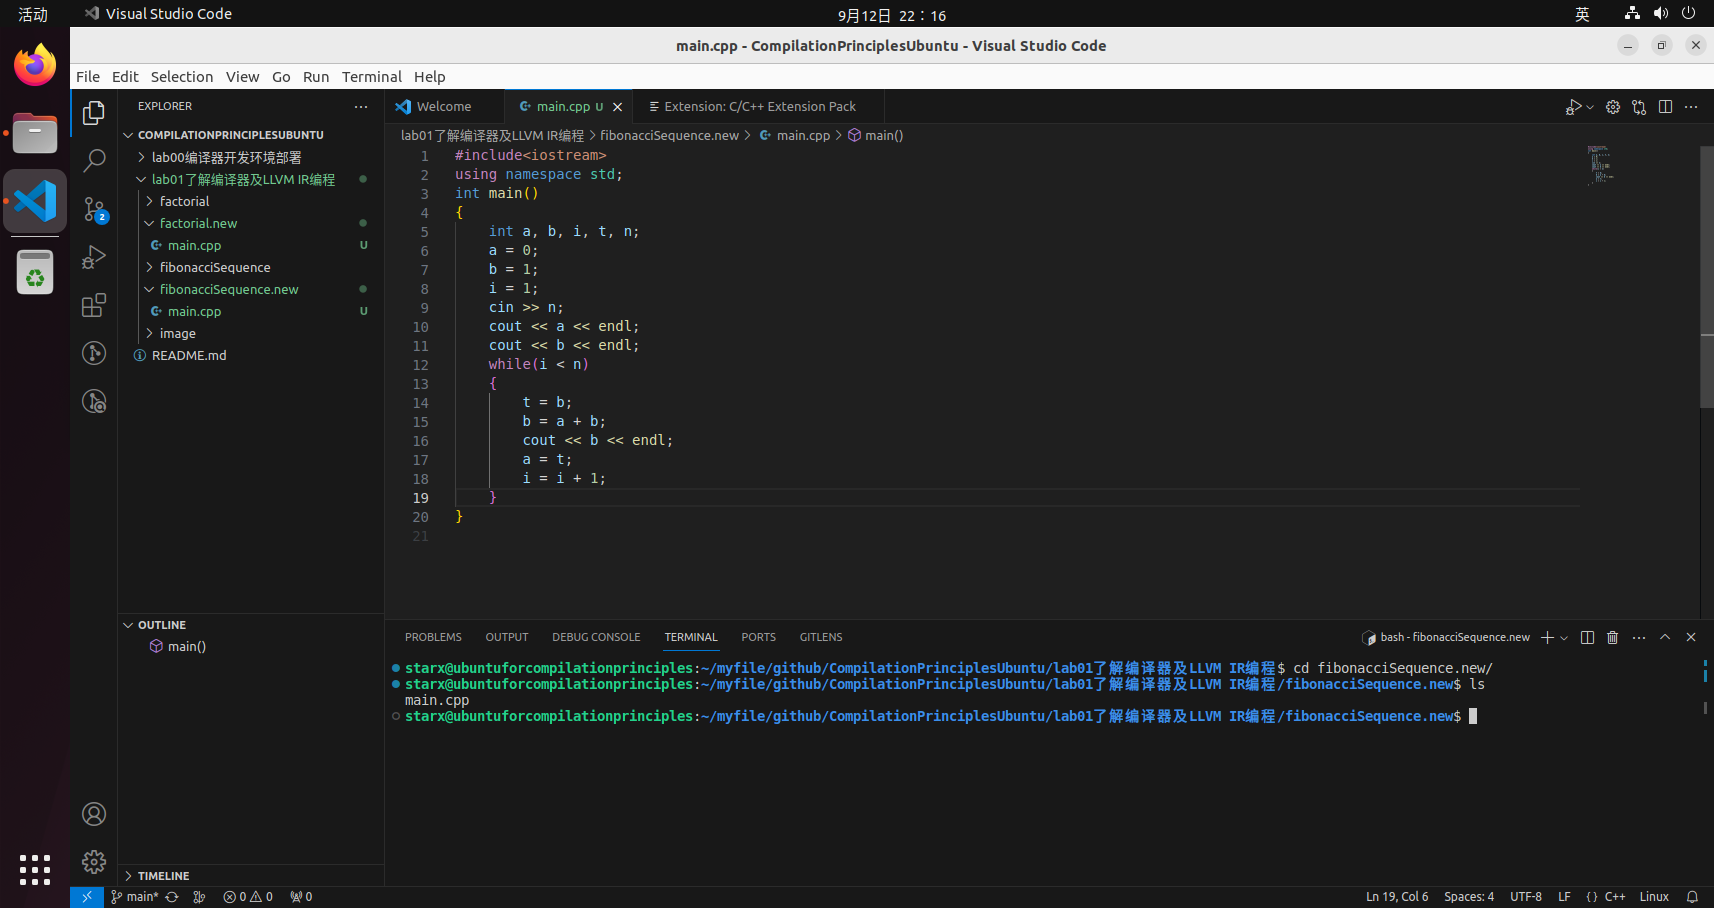 活动
Visual Studio Code
9月12日 22：16
英
main.cpp - CompilationPrinciplesUbuntu - Visual Studio Code
File Edit Selection View Go Run Terminal Help
EXPLORER
Welcome
main.cpp U
Extension: C/C++ Extension Pack
COMPILATIONPRINCIPLESUBUNTU
lab00编译器开发环境部署
lab01了解编译器及LLVM IR编程
factorial
factorial.new
main.cpp U
fibonacciSequence
fibonacciSequence.new
main.cpp U
image
README.md
2
OUTLINE
main()
TIMELINE
lab01了解编译器及LLVM IR编程 > fibonacciSequence.new > main.cpp > main()
1 #include<iostream>
2 using namespace std;
3 int main()
4 {
5 int a, b, i, t, n;
6 a = 0;
7 b = 1;
8 i = 1;
9 cin >> n;
10 cout << a << endl;
11 cout << b << endl;
12 while(i < n)
13 {
14 t = b;
15 b = a + b;
16 cout << b << endl;
17 a = t;
18 i = i + 1;
19 }
20 }
21
PROBLEMS OUTPUT DEBUG CONSOLE TERMINAL PORTS GITLENS
bash - fibonacciSequence.new
starx@ubuntuforcompilationprinciples:~/myfile/github/CompilationPrinciplesUbuntu/lab01了解编译器及LLVM IR编程$ cd fibonacciSequence.new/
starx@ubuntuforcompilationprinciples:~/myfile/github/CompilationPrinciplesUbuntu/lab01了解编译器及LLVM IR编程/fibonacciSequence.new$ ls
main.cpp
starx@ubuntuforcompilationprinciples:~/myfile/github/CompilationPrinciplesUbuntu/lab01了解编译器及LLVM IR编程/fibonacciSequence.new$
main* 0 0 0
Ln 19, Col 6 Spaces: 4 UTF-8 LF {} C++ Linux